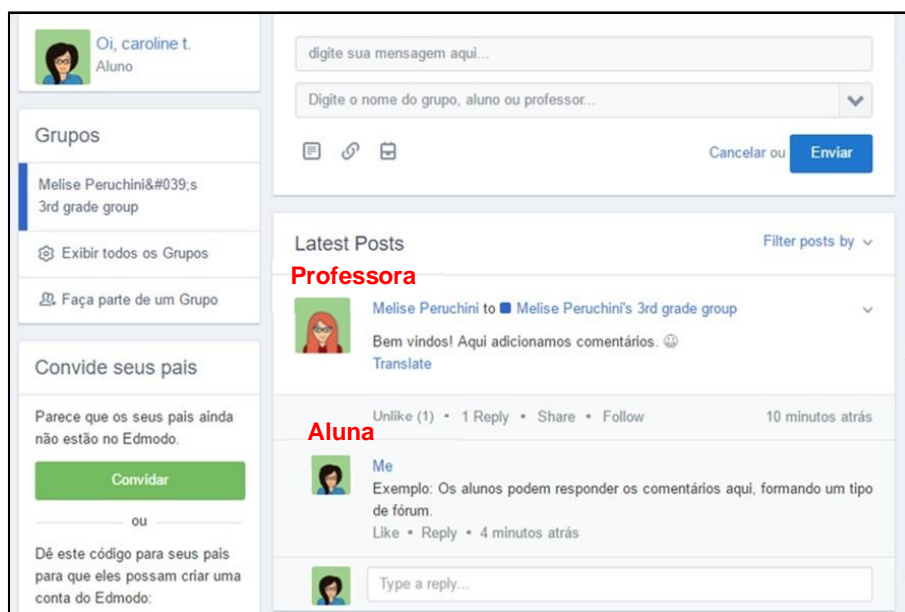 Oi, caroline t.
Aluno
Grupos
Melise Peruchini&#039;s
3rd grade group
Exibir todos os Grupos
Faça parte de um Grupo
Convide seus pais
Parece que os seus pais ainda
não estão no Edmodo.
Convidar
ou
Dê este código para seus pais
para que eles possam criar uma
conta do Edmodo:
digite sua mensagem aqui...
Digite o nome do grupo, aluno ou professor...
Cancelar ou Enviar
Latest Posts Filter posts by
Professora
Melise Peruchini to Melise Peruchini's 3rd grade group
Bem vindos! Aqui adicionamos comentários.
Translate
Unlike (1) • 1 Reply • Share • Follow 10 minutos atrás
Aluna
Me
Exemplo: Os alunos podem responder os comentários aqui, formando um tipo
de fórum.
Like • Reply • 4 minutos atrás
Type a reply...